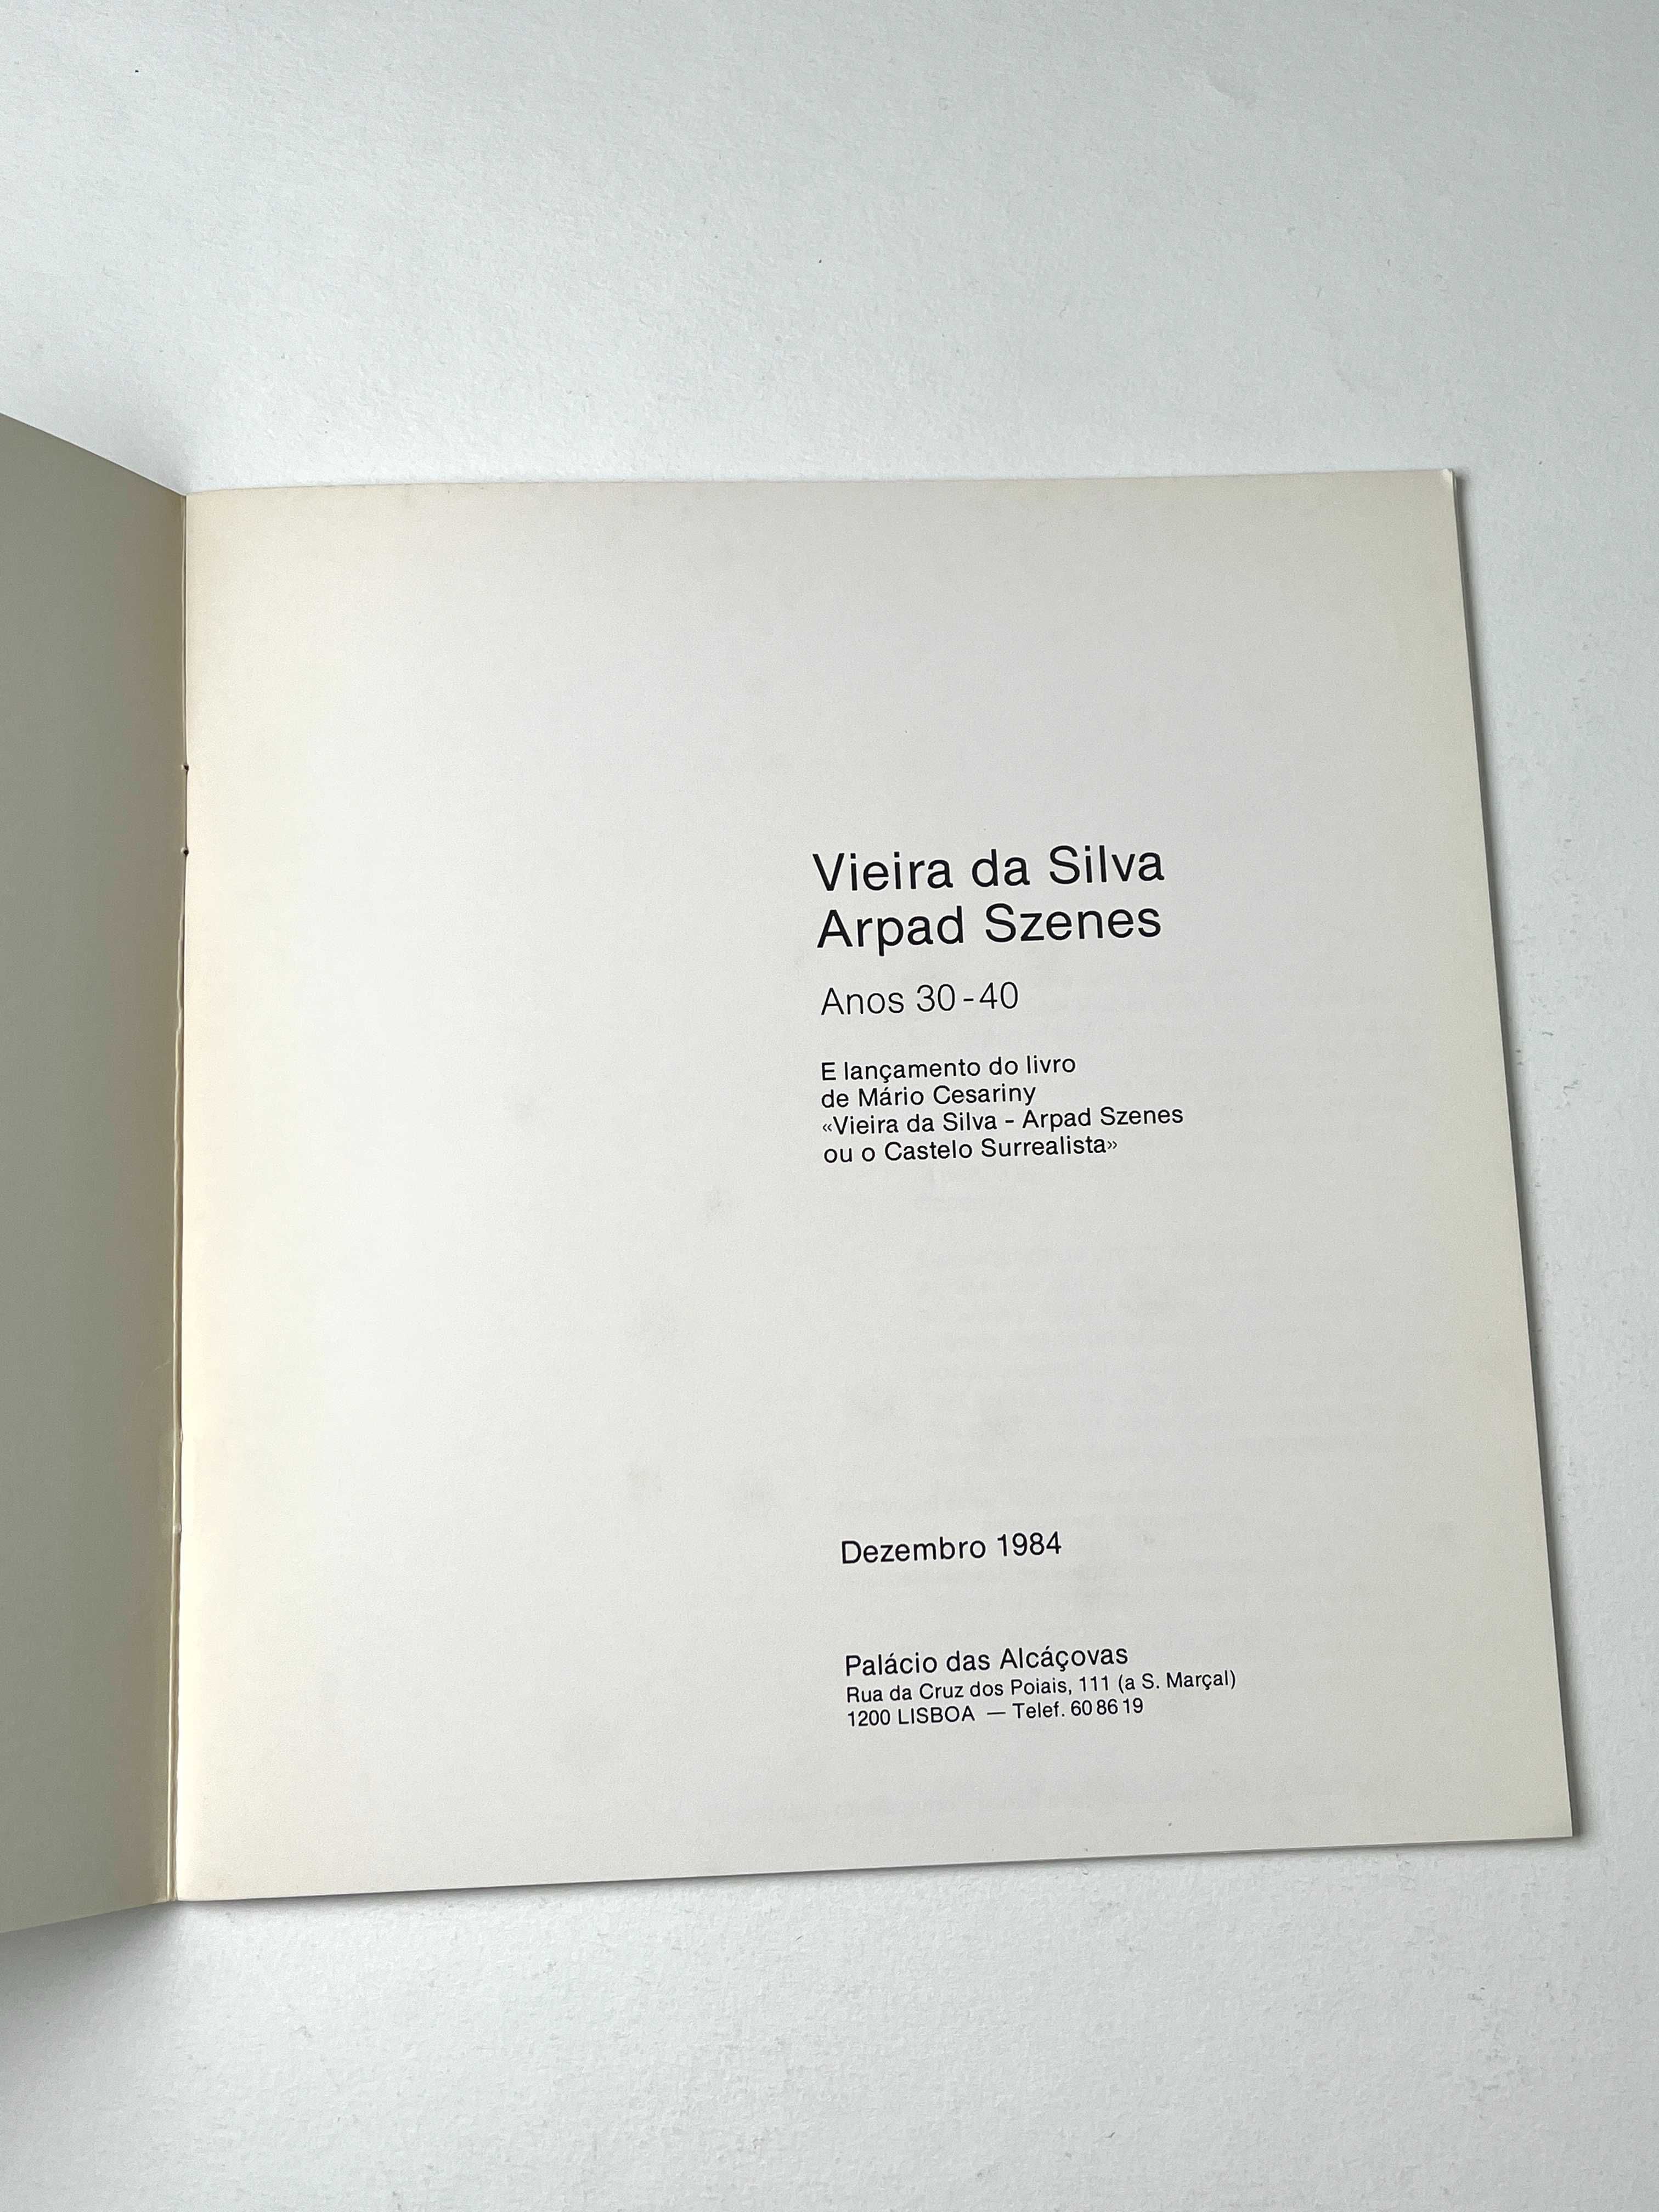 Vieira da Silva
Arpad Szenes
Anos 30-40
E lançamento do livro
de Mário Cesariny
«Vieira da Silva - Arpad Szenes
ou o Castelo Surrealista»
Dezembro 1984
Palácio das Alcáçovas
Rua da Cruz dos Poiais, 111 (a S. Marçal)
1200 LISBOA — Telef. 60 86 19